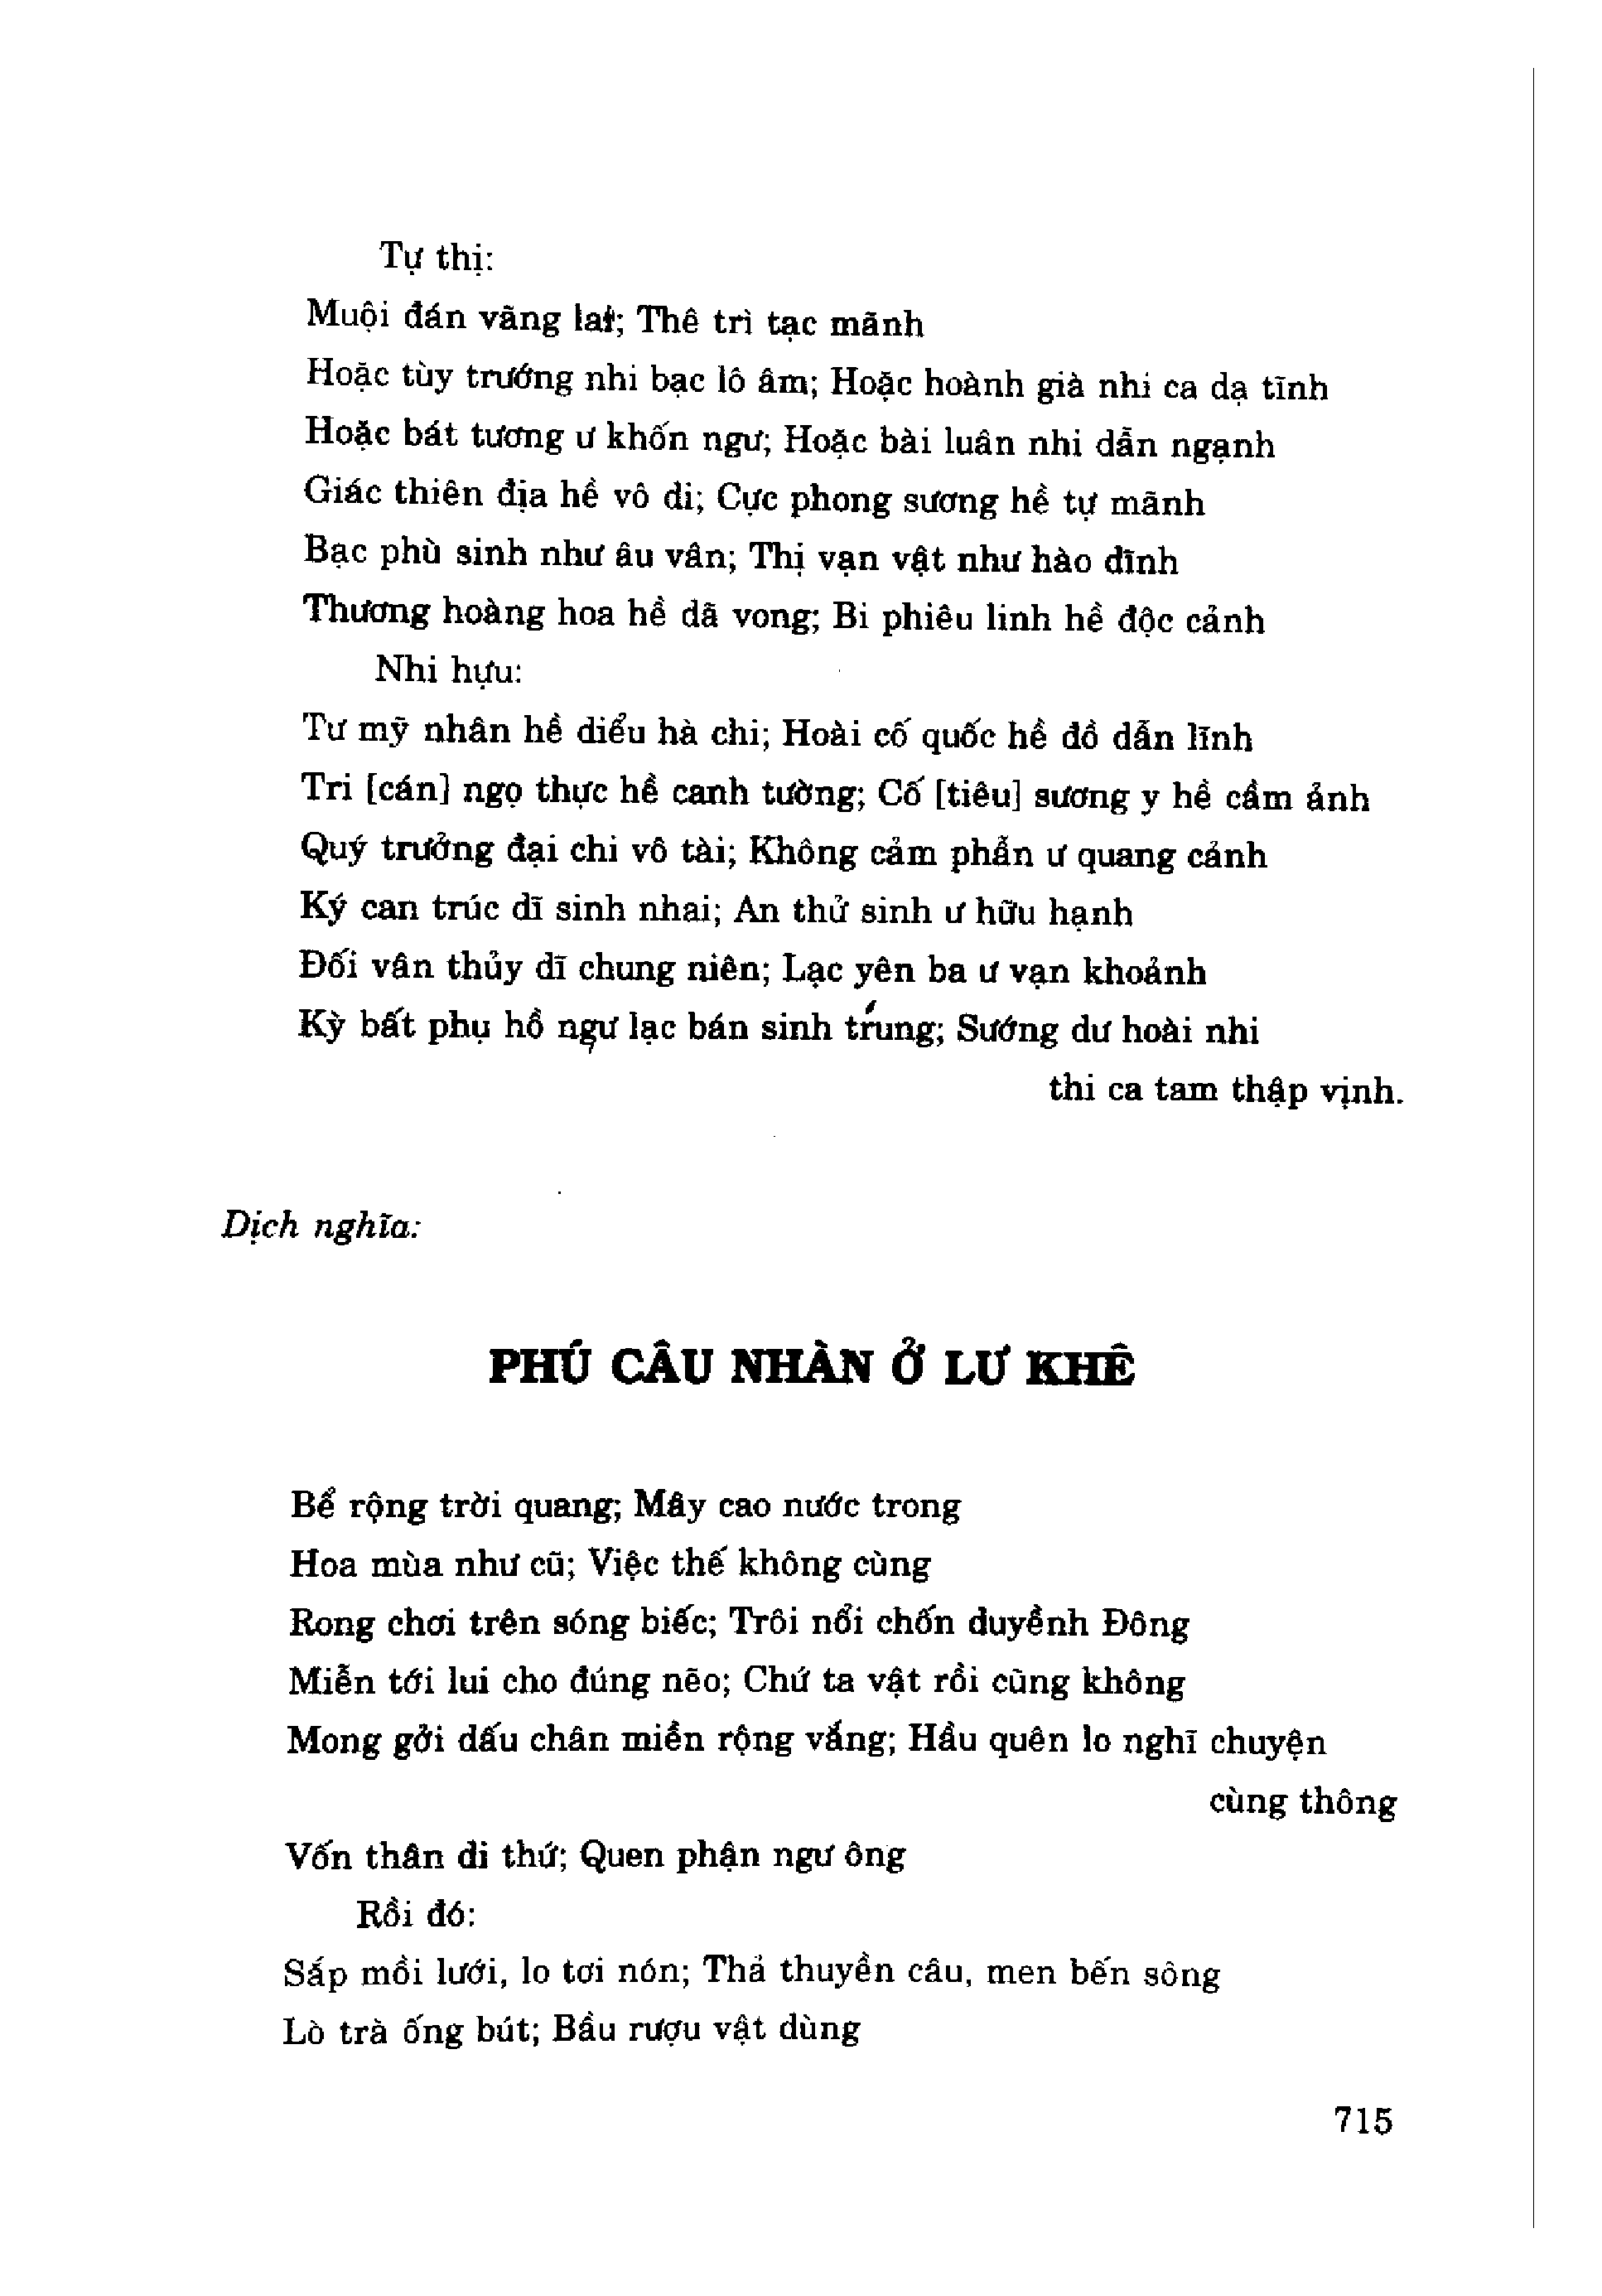 Tự thị:
Muội đán vãng lai; Thê trì tạc mãnh
Hoặc tùy trướng nhi bạc lô âm; Hoặc hoành già nhi ca dạ tĩnh
Hoặc bát tương ư khốn ngư; Hoặc bài luân nhi dẫn ngạnh
Giác thiên địa hề vô di; Cực phong sương hề tự mãnh
Bạc phù sinh như âu vân; Thị vạn vật như hào đĩnh
Thương hoàng hoa hề dã vong; Bi phiêu linh hề độc cảnh
Nhi hựu:
Tư mỹ nhân hề diểu hà chi; Hoài cố quốc hề đồ dẫn lĩnh
Tri [cán] ngọ thực hề canh tường; Cố [tiêu] sương y hề cầm ảnh
Quý trưởng đại chi vô tài; Không cảm phẫn ư quang cảnh
Ký can trúc dĩ sinh nhai; An thử sinh ư hữu hạnh
Đối vân thủy dĩ chung niên; Lạc yên ba ư vạn khoảnh
Kỳ bất phụ hồ ngư lạc bán sinh trung; Sướng dư hoài nhi
thi ca tam thập vịnh.
Dịch nghĩa:
PHÚ CÂU NHÀN Ở LƯ KHÊ
Bể rộng trời quang; Mây cao nước trong
Hoa mùa như cũ; Việc thế không cùng
Rong chơi trên sóng biếc; Trôi nổi chốn duyềnh Đông
Miễn tới lui cho đúng nẽo; Chứ ta vật rồi cũng không
Mong gởi dấu chân miền rộng vắng; Hầu quên lo nghĩ chuyện
cùng thông
Vốn thân di thứ; Quen phận ngư ông
Rồi đó:
Sắp mồi lưới, lo tơi nón; Thả thuyền câu, men bến sông
Lò trà ống bút; Bầu rượu vật dùng
715